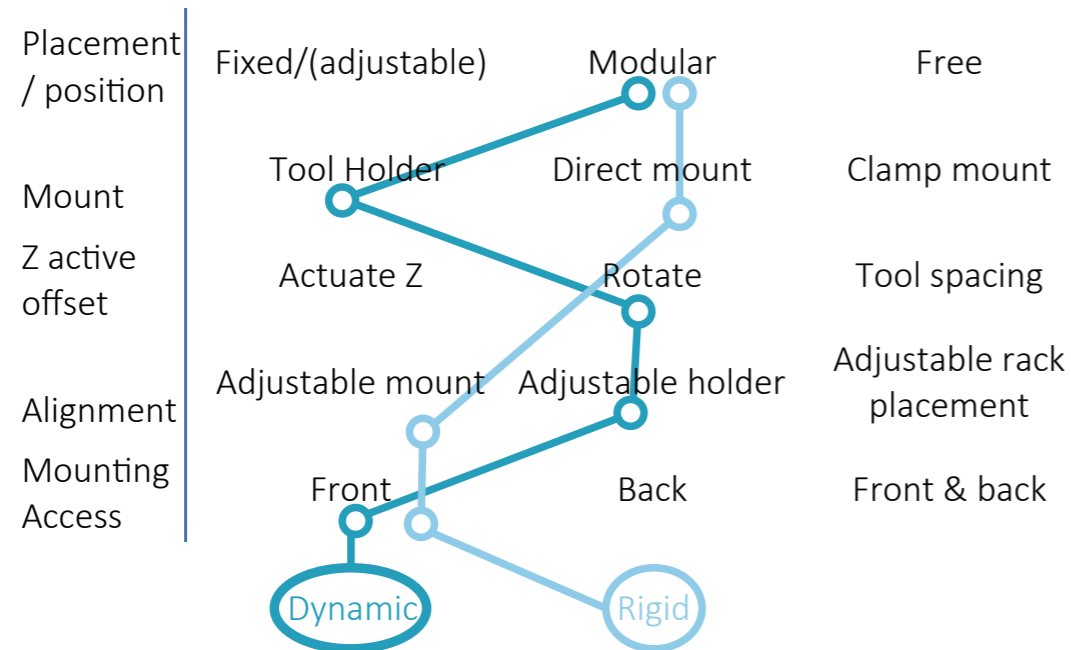 Placement
/ position
Fixed/(adjustable)
Modular
Free
Mount
Tool Holder
Direct mount
Clamp mount
Z active
offset
Actuate Z
Rotate
Tool spacing
Alignment
Adjustable mount
Adjustable holder
Adjustable rack
placement
Mounting
Access
Front
Back
Front & back
Dynamic
Rigid